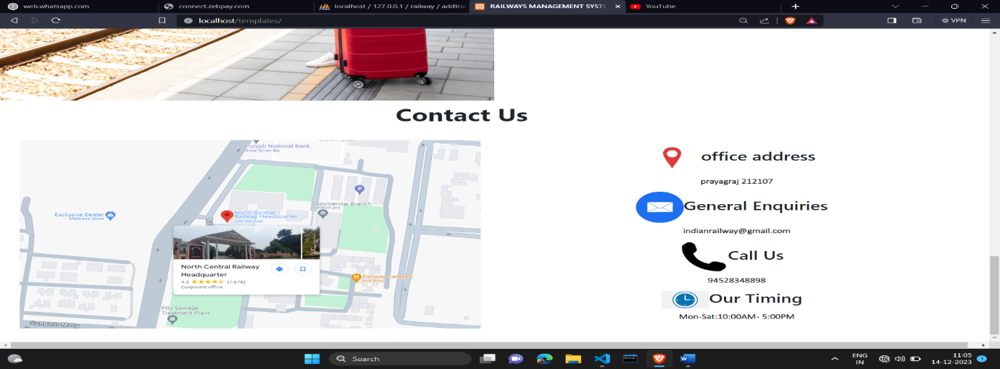 web.whatsapp.com
connect.zebpay.com
localhost / 127.0.0.1 / railway / addtrai
RAILWAYS MANAGEMENT SYSTE
YouTube
localhost/templates/
VPN
Contact Us
Punjab National Bank
Exclusive Dealer
Mattress store
North Central
Railway Headquarter
Commercial Branch
P
North Central Railway
Headquarter
4.3 (1,576)
Corporate office
Railway Canteen
Pilo Sewage
Treatment Plant
Sangam Marg
office address
prayagraj 212107
General Enquiries
indianrailway@gmail.com
Call Us
94528348898
Our Timing
Mon-Sat:10:00AM- 5:00PM
Search
ENG
IN
11:05
14-12-2023
1